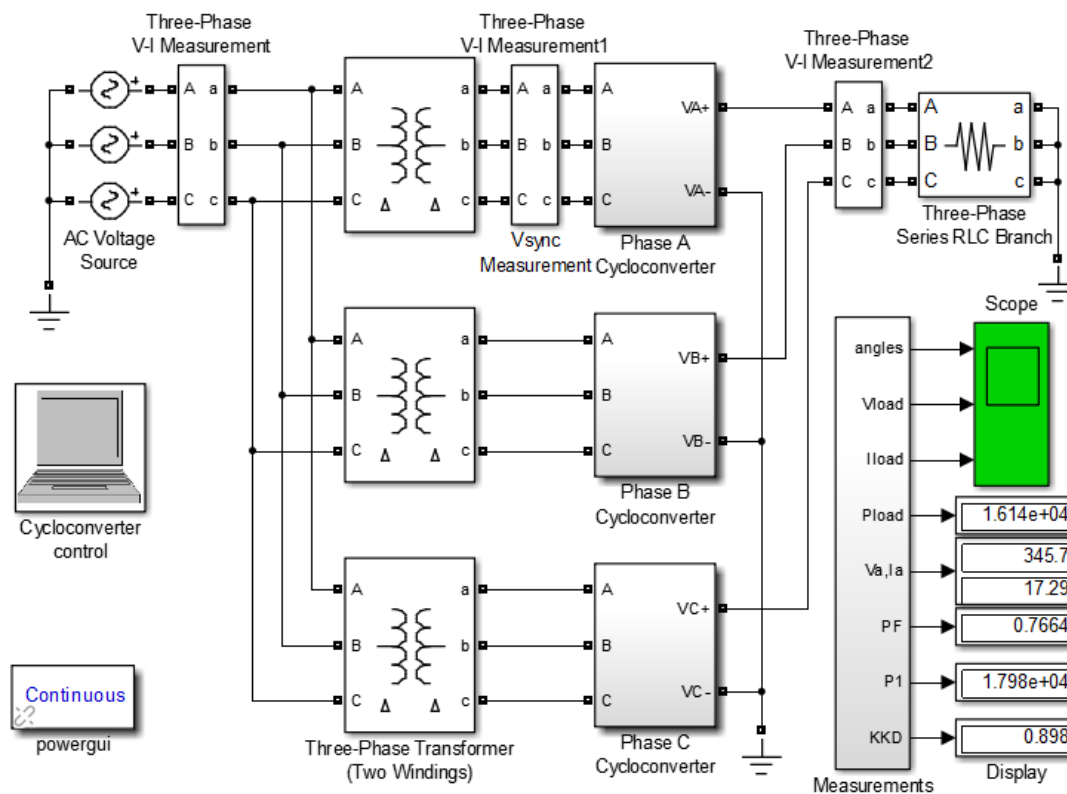 Three-Phase
V-I Measurement
Three-Phase
V-I Measurement1
Three-Phase
V-I Measurement2
A a
B b
C c
AC Voltage
Source
A a
B b
C c
A a
B b
C c
Vsync
Measurement
A
B
C
VA+
VA-
Phase A
Cycloconverter
A a
B b
C c
A a
B b
C c
Three-Phase
Series RLC Branch
A a
B b
C c
A
B
C
VB+
VB-
Phase B
Cycloconverter
Cycloconverter
control
A a
B b
C c
Three-Phase Transformer
(Two Windings)
A
B
C
VC+
VC-
Phase C
Cycloconverter
Continuous
powergui
Scope
angles
Vload
Iload
Pload
1.614e+04
Va,Ia
345.7
17.29
PF
0.7664
P1
1.798e+04
KKD
0.898
Measurements
Display